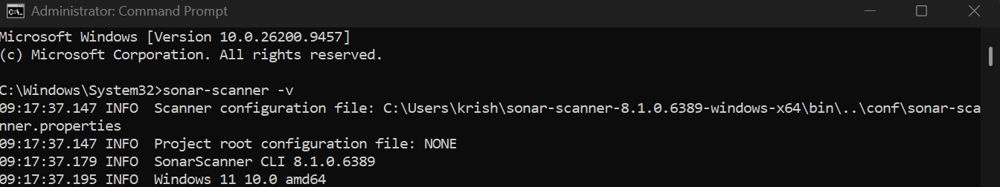 Administrator: Command Prompt
Microsoft Windows [Version 10.0.26200.9457]
(c) Microsoft Corporation. All rights reserved.
C:\Windows\System32>sonar-scanner -v
09:17:37.147 INFO  Scanner configuration file: C:\Users\krish\sonar-scanner-8.1.0.6389-windows-x64\bin\..\conf\sonar-sca
nner.properties
09:17:37.147 INFO  Project root configuration file: NONE
09:17:37.179 INFO  SonarScanner CLI 8.1.0.6389
09:17:37.195 INFO  Windows 11 10.0 amd64